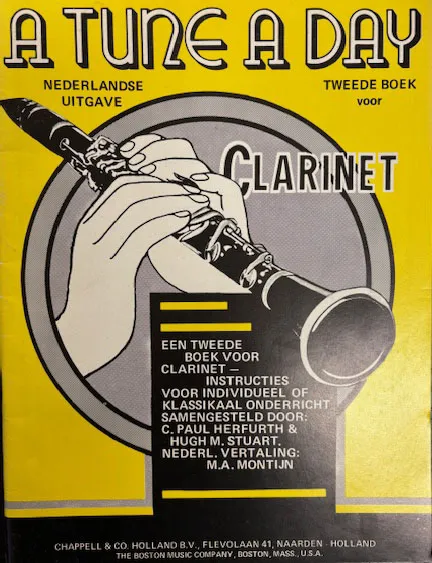 A TUNE A DAY
NEDERLANDSE
UITGAVE
TWEEDE BOEK
voor
CLARINET
EEN TWEEDE
BOEK VOOR
CLARINET —
INSTRUCTIES
VOOR INDIVIDUEEL OF
KLASSIKAAL ONDERRICHT
SAMENGESTELD DOOR:
C. PAUL HERFURTH &
HUGH M. STUART.
NEDERL. VERTALING:
M.A. MONTIJN
CHAPPELL & CO. HOLLAND B.V., FLEVOLAAN 41, NAARDEN - HOLLAND
THE BOSTON MUSIC COMPANY, BOSTON, MASS., U.S.A.